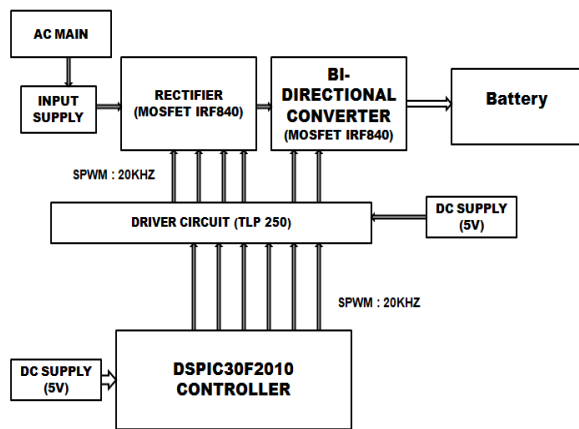 AC MAIN
INPUT
SUPPLY
RECTIFIER
(MOSFET IRF840)
BI-
DIRECTIONAL
CONVERTER
(MOSFET IRF840)
Battery
SPWM : 20KHZ
DRIVER CIRCUIT (TLP 250)
DC SUPPLY
(5V)
SPWM : 20KHZ
DC SUPPLY
(5V)
DSPIC30F2010
CONTROLLER